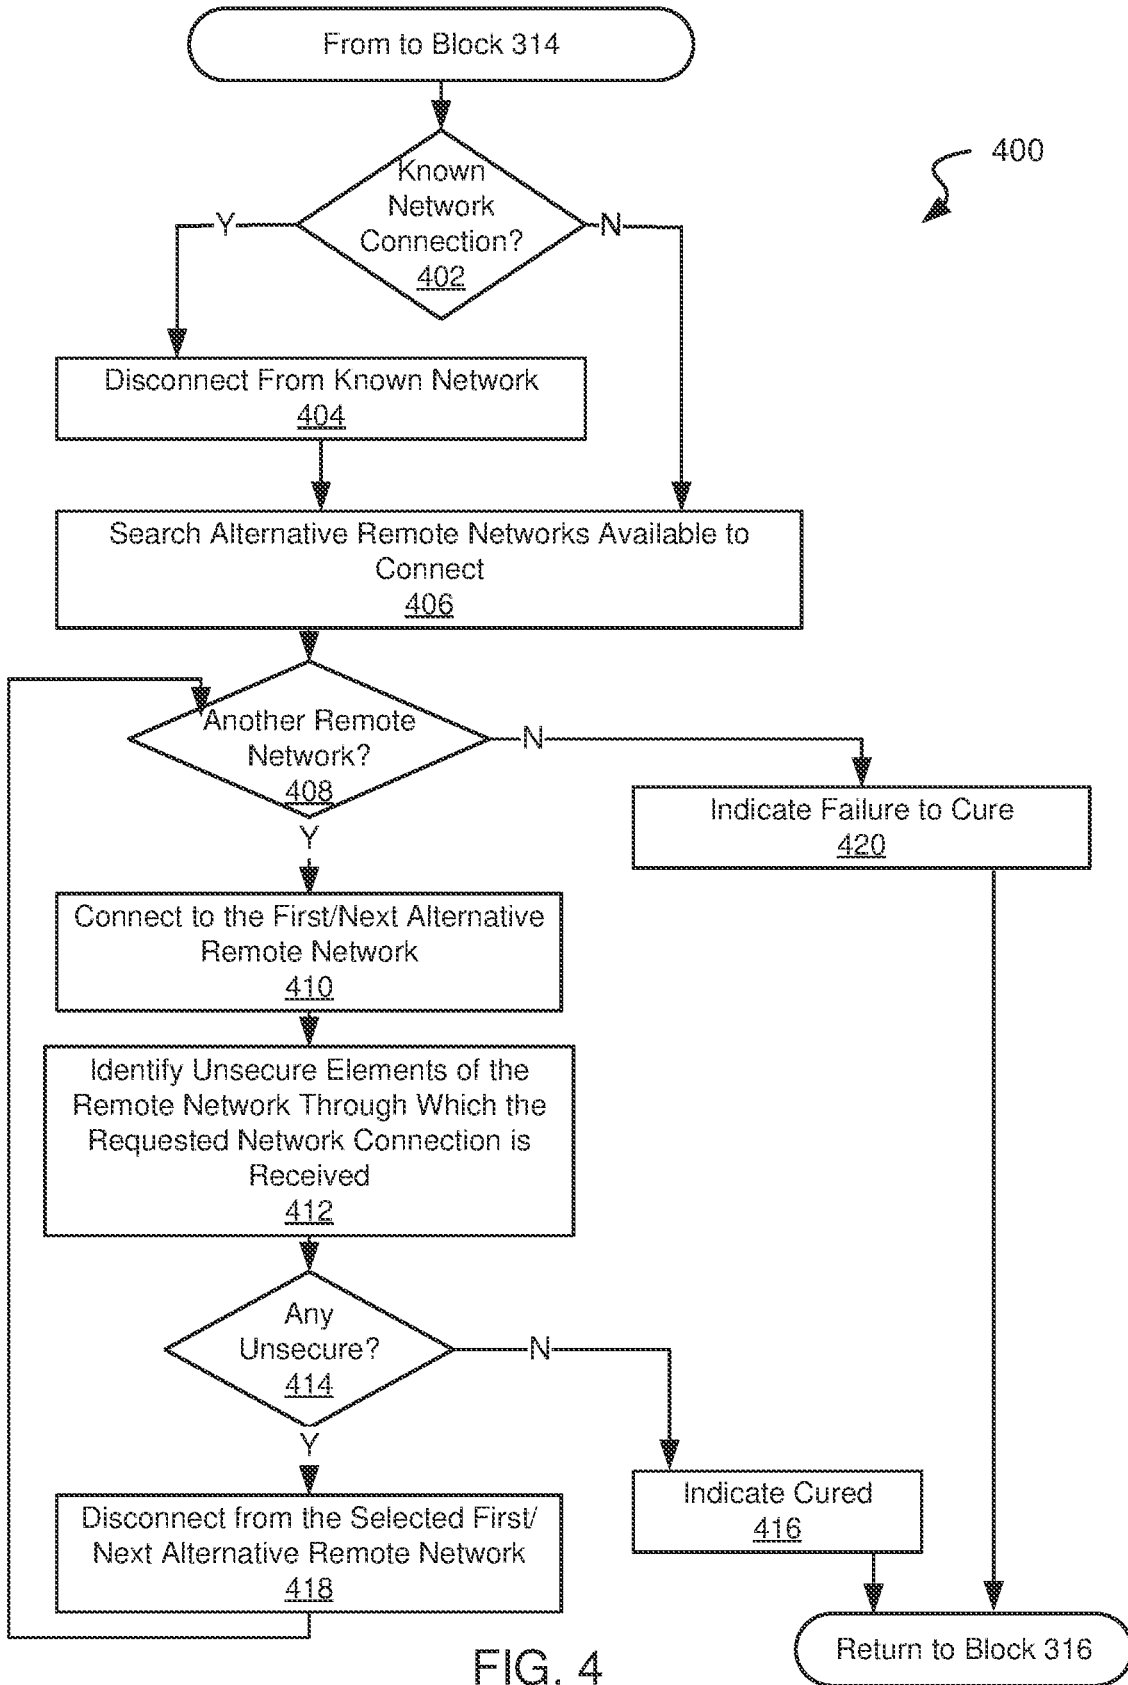 From to Block 314
400
Known
Network
Connection?
402
Y
N
Disconnect From Known Network
404
Search Alternative Remote Networks Available to
Connect
406
Another Remote
Network?
408
N
Y
Indicate Failure to Cure
420
Connect to the First/Next Alternative
Remote Network
410
Identify Unsecure Elements of the
Remote Network Through Which the
Requested Network Connection is
Received
412
Any
Unsecure?
414
N
Y
Indicate Cured
416
Disconnect from the Selected First/
Next Alternative Remote Network
418
Return to Block 316
FIG. 4